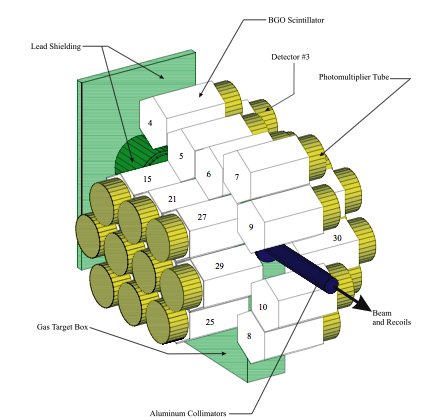 BGO Scintillator
Lead Shielding
Detector #3
Photomultiplier Tube
4
5
6
7
15
21
27
9
30
29
10
25
8
Beam
and Recoils
Gas Target Box
Aluminum Collimators